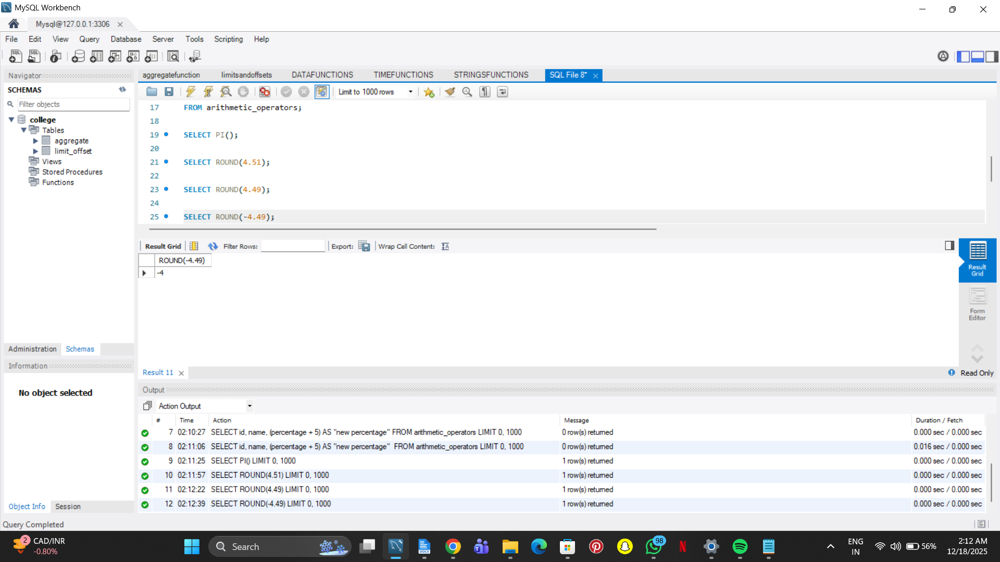 MySQL Workbench
Mysql@127.0.0.1:3306
File Edit View Query Database Server Tools Scripting Help
Navigator
SCHEMAS
Filter objects
college
Tables
aggregate
limit_offset
Views
Stored Procedures
Functions
Administration Schemas
Information
No object selected
Object Info Session
aggregatefunction limitsandoffsets DATAFUNCTIONS TIMEFUNCTIONS STRINGSFUNCTIONS SQL File 8*
Limit to 1000 rows
17 FROM arithmetic_operators;
18
19 SELECT PI();
20
21 SELECT ROUND(4.51);
22
23 SELECT ROUND(4.49);
24
25 SELECT ROUND(-4.49);
Result Grid Filter Rows: Export: Wrap Cell Content:
ROUND(-4.49)
-4
Result Grid
Form Editor
Result 11
Read Only
Output
Action Output
# Time Action Message Duration / Fetch
7 02:10:27 SELECT id, name, (percentage + 5) AS "new percentage" FROM arithmetic_operators LIMIT 0, 1000 0 row(s) returned 0.000 sec / 0.000 sec
8 02:11:06 SELECT id, name, (percentage + 5) AS "new percentage"  FROM arithmetic_operators LIMIT 0, 1000 0 row(s) returned 0.016 sec / 0.000 sec
9 02:11:25 SELECT PI() LIMIT 0, 1000 1 row(s) returned 0.000 sec / 0.000 sec
10 02:11:57 SELECT ROUND(4.51) LIMIT 0, 1000 1 row(s) returned 0.000 sec / 0.000 sec
11 02:12:22 SELECT ROUND(4.49) LIMIT 0, 1000 1 row(s) returned 0.000 sec / 0.000 sec
12 02:12:39 SELECT ROUND(-4.49) LIMIT 0, 1000 1 row(s) returned 0.000 sec / 0.000 sec
Query Completed
2
CAD/INR
-0.80%
Search
98
ENG
IN
56%
2:12 AM
12/18/2025